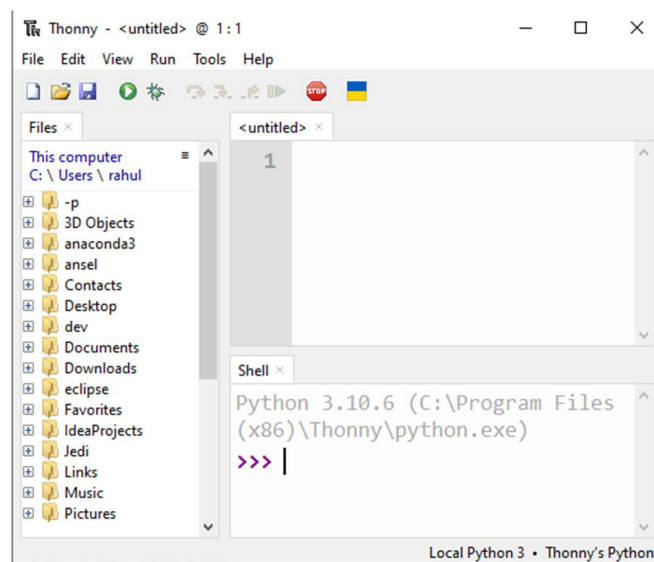 Thonny - <untitled> @ 1:1
File Edit View Run Tools Help
STOP
Files
<untitled>
This computer
C: \ Users \ rahul
1
-p
3D Objects
anaconda3
ansel
Contacts
Desktop
dev
Documents
Downloads
eclipse
Favorites
IdeaProjects
Jedi
Links
Music
Pictures
Shell
Python 3.10.6 (C:\Program Files
(x86)\Thonny\python.exe)
>>>
Local Python 3 • Thonny's Python